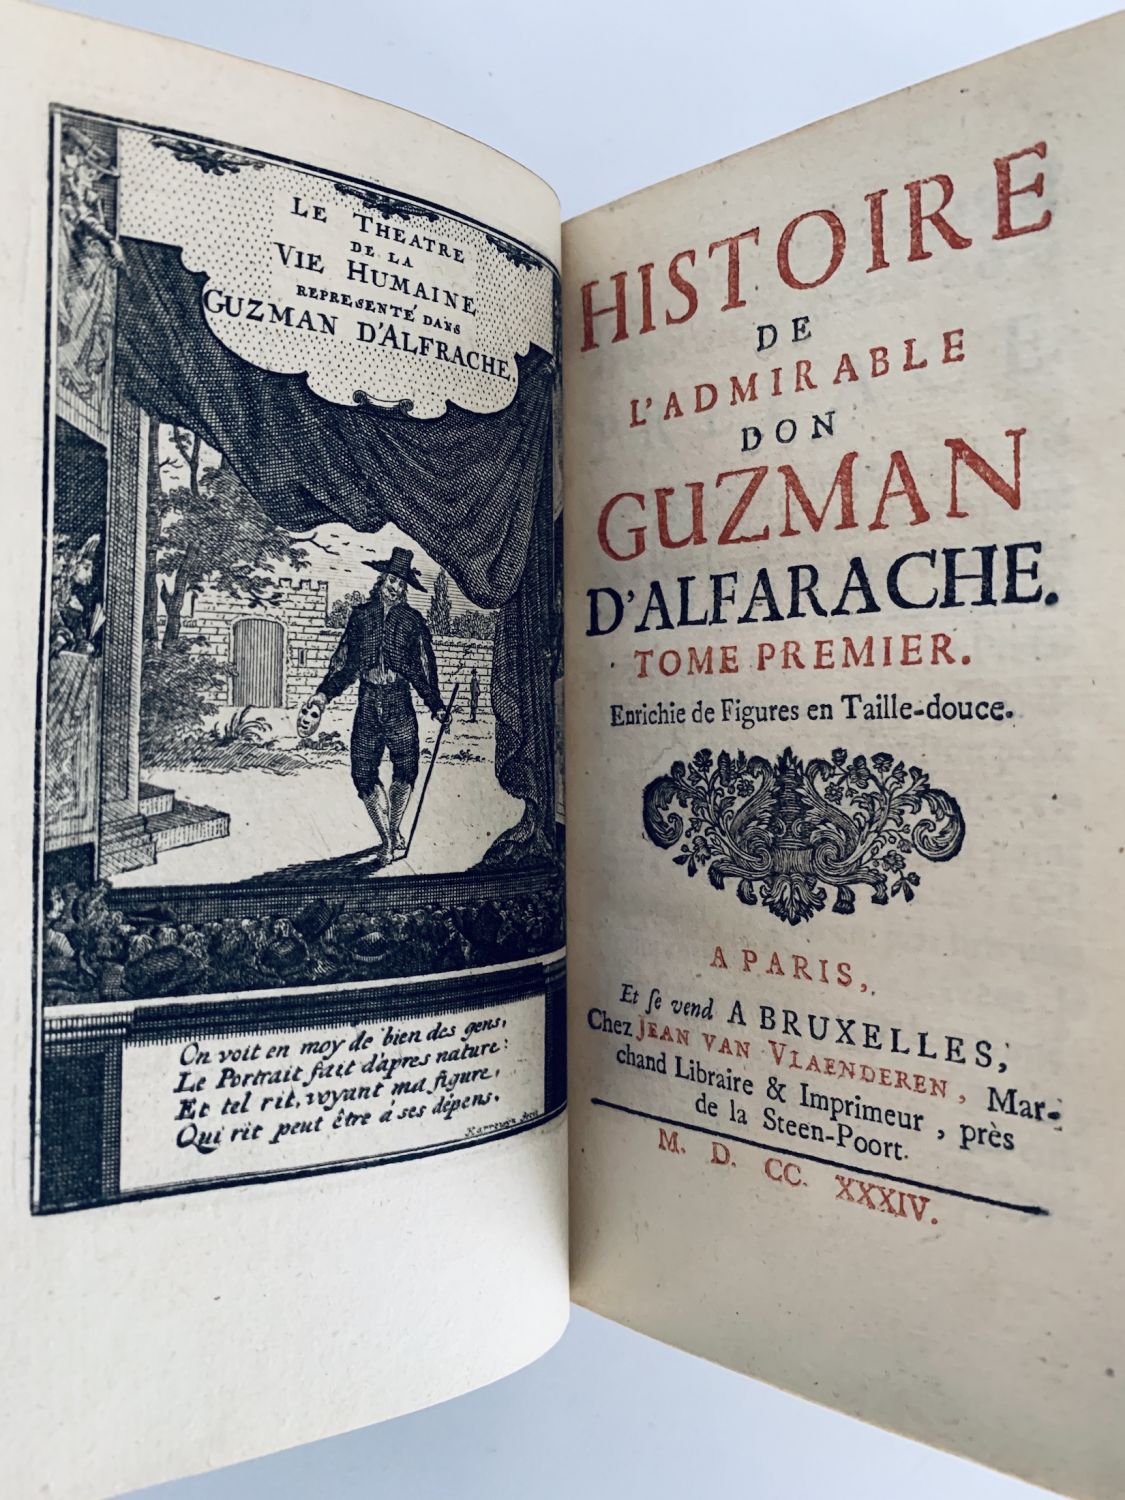 LE THEATRE
DE LA
VIE HUMAINE
REPRESENTÉ DANS
GUZMAN D'ALFRACHE.
On voit en moy de bien des gens,
Le Portrait fait d'apres nature:
Et tel rit, voyant ma figure,
Qui rit peut être á ses dépens.
HISTOIRE
DE
L'ADMIRABLE
DON
GUZMAN
D'ALFARACHE.
TOME PREMIER.
Enrichie de Figures en Taille-douce.
A PARIS,
Et ſe vend A BRUXELLES,
Chez JEAN VAN VLAENDEREN, Mar-
chand Libraire & Imprimeur, près
de la Steen-Poort.
M. D. CC. XXXIV.